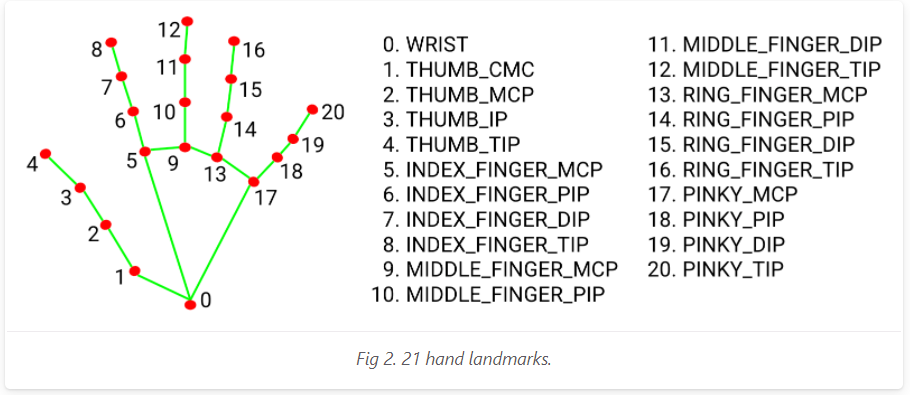 12
8
16
11
7
15
10
6
14
20
5
9
19
4
13
18
3
17
2
1
0
0. WRIST
1. THUMB_CMC
2. THUMB_MCP
3. THUMB_IP
4. THUMB_TIP
5. INDEX_FINGER_MCP
6. INDEX_FINGER_PIP
7. INDEX_FINGER_DIP
8. INDEX_FINGER_TIP
9. MIDDLE_FINGER_MCP
10. MIDDLE_FINGER_PIP
11. MIDDLE_FINGER_DIP
12. MIDDLE_FINGER_TIP
13. RING_FINGER_MCP
14. RING_FINGER_PIP
15. RING_FINGER_DIP
16. RING_FINGER_TIP
17. PINKY_MCP
18. PINKY_PIP
19. PINKY_DIP
20. PINKY_TIP
Fig 2. 21 hand landmarks.